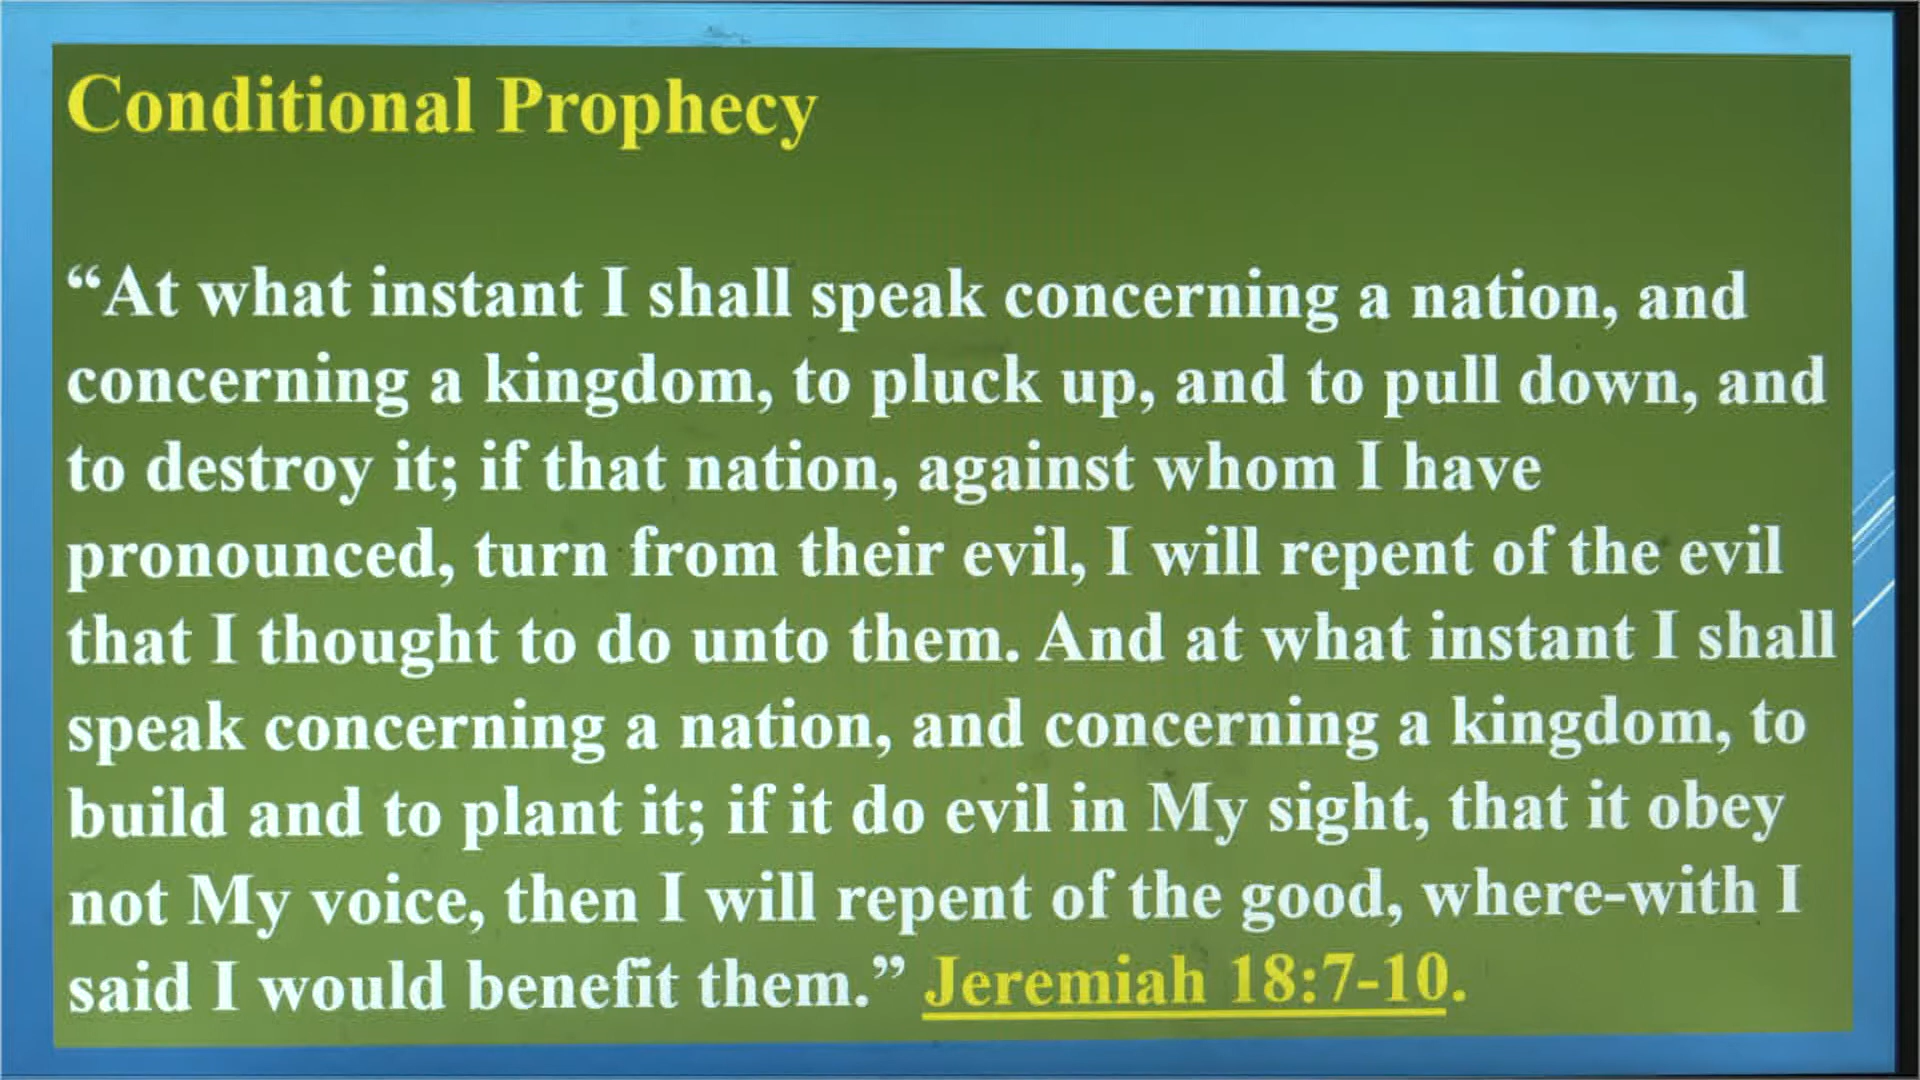 Conditional Prophecy
“At what instant I shall speak concerning a nation, and
concerning a kingdom, to pluck up, and to pull down, and
to destroy it; if that nation, against whom I have
pronounced, turn from their evil, I will repent of the evil
that I thought to do unto them. And at what instant I shall
speak concerning a nation, and concerning a kingdom, to
build and to plant it; if it do evil in My sight, that it obey
not My voice, then I will repent of the good, where-with I
said I would benefit them.” Jeremiah 18:7-10.